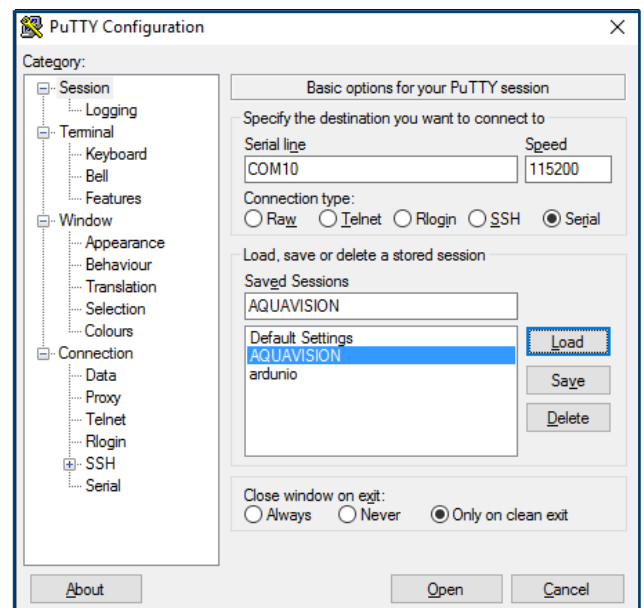 PuTTY Configuration
Category:
Session
Logging
Terminal
Keyboard
Bell
Features
Window
Appearance
Behaviour
Translation
Selection
Colours
Connection
Data
Proxy
Telnet
Rlogin
SSH
Serial
Basic options for your PuTTY session
Specify the destination you want to connect to
Serial line Speed
COM10 115200
Connection type:
Raw Telnet Rlogin SSH Serial
Load, save or delete a stored session
Saved Sessions
AQUAVISION
Default Settings
AQUAVISION
ardunio
Load
Save
Delete
Close window on exit:
Always Never Only on clean exit
About Open Cancel